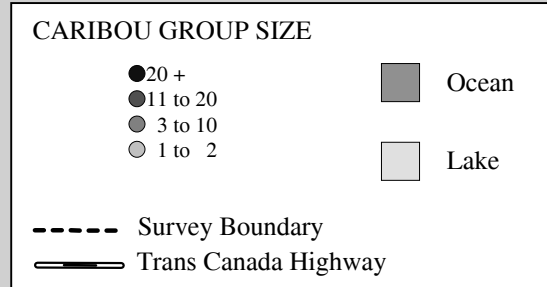 CARIBOU GROUP SIZE
20 +
11 to 20
3 to 10
1 to 2
Ocean
Lake
Survey Boundary
Trans Canada Highway